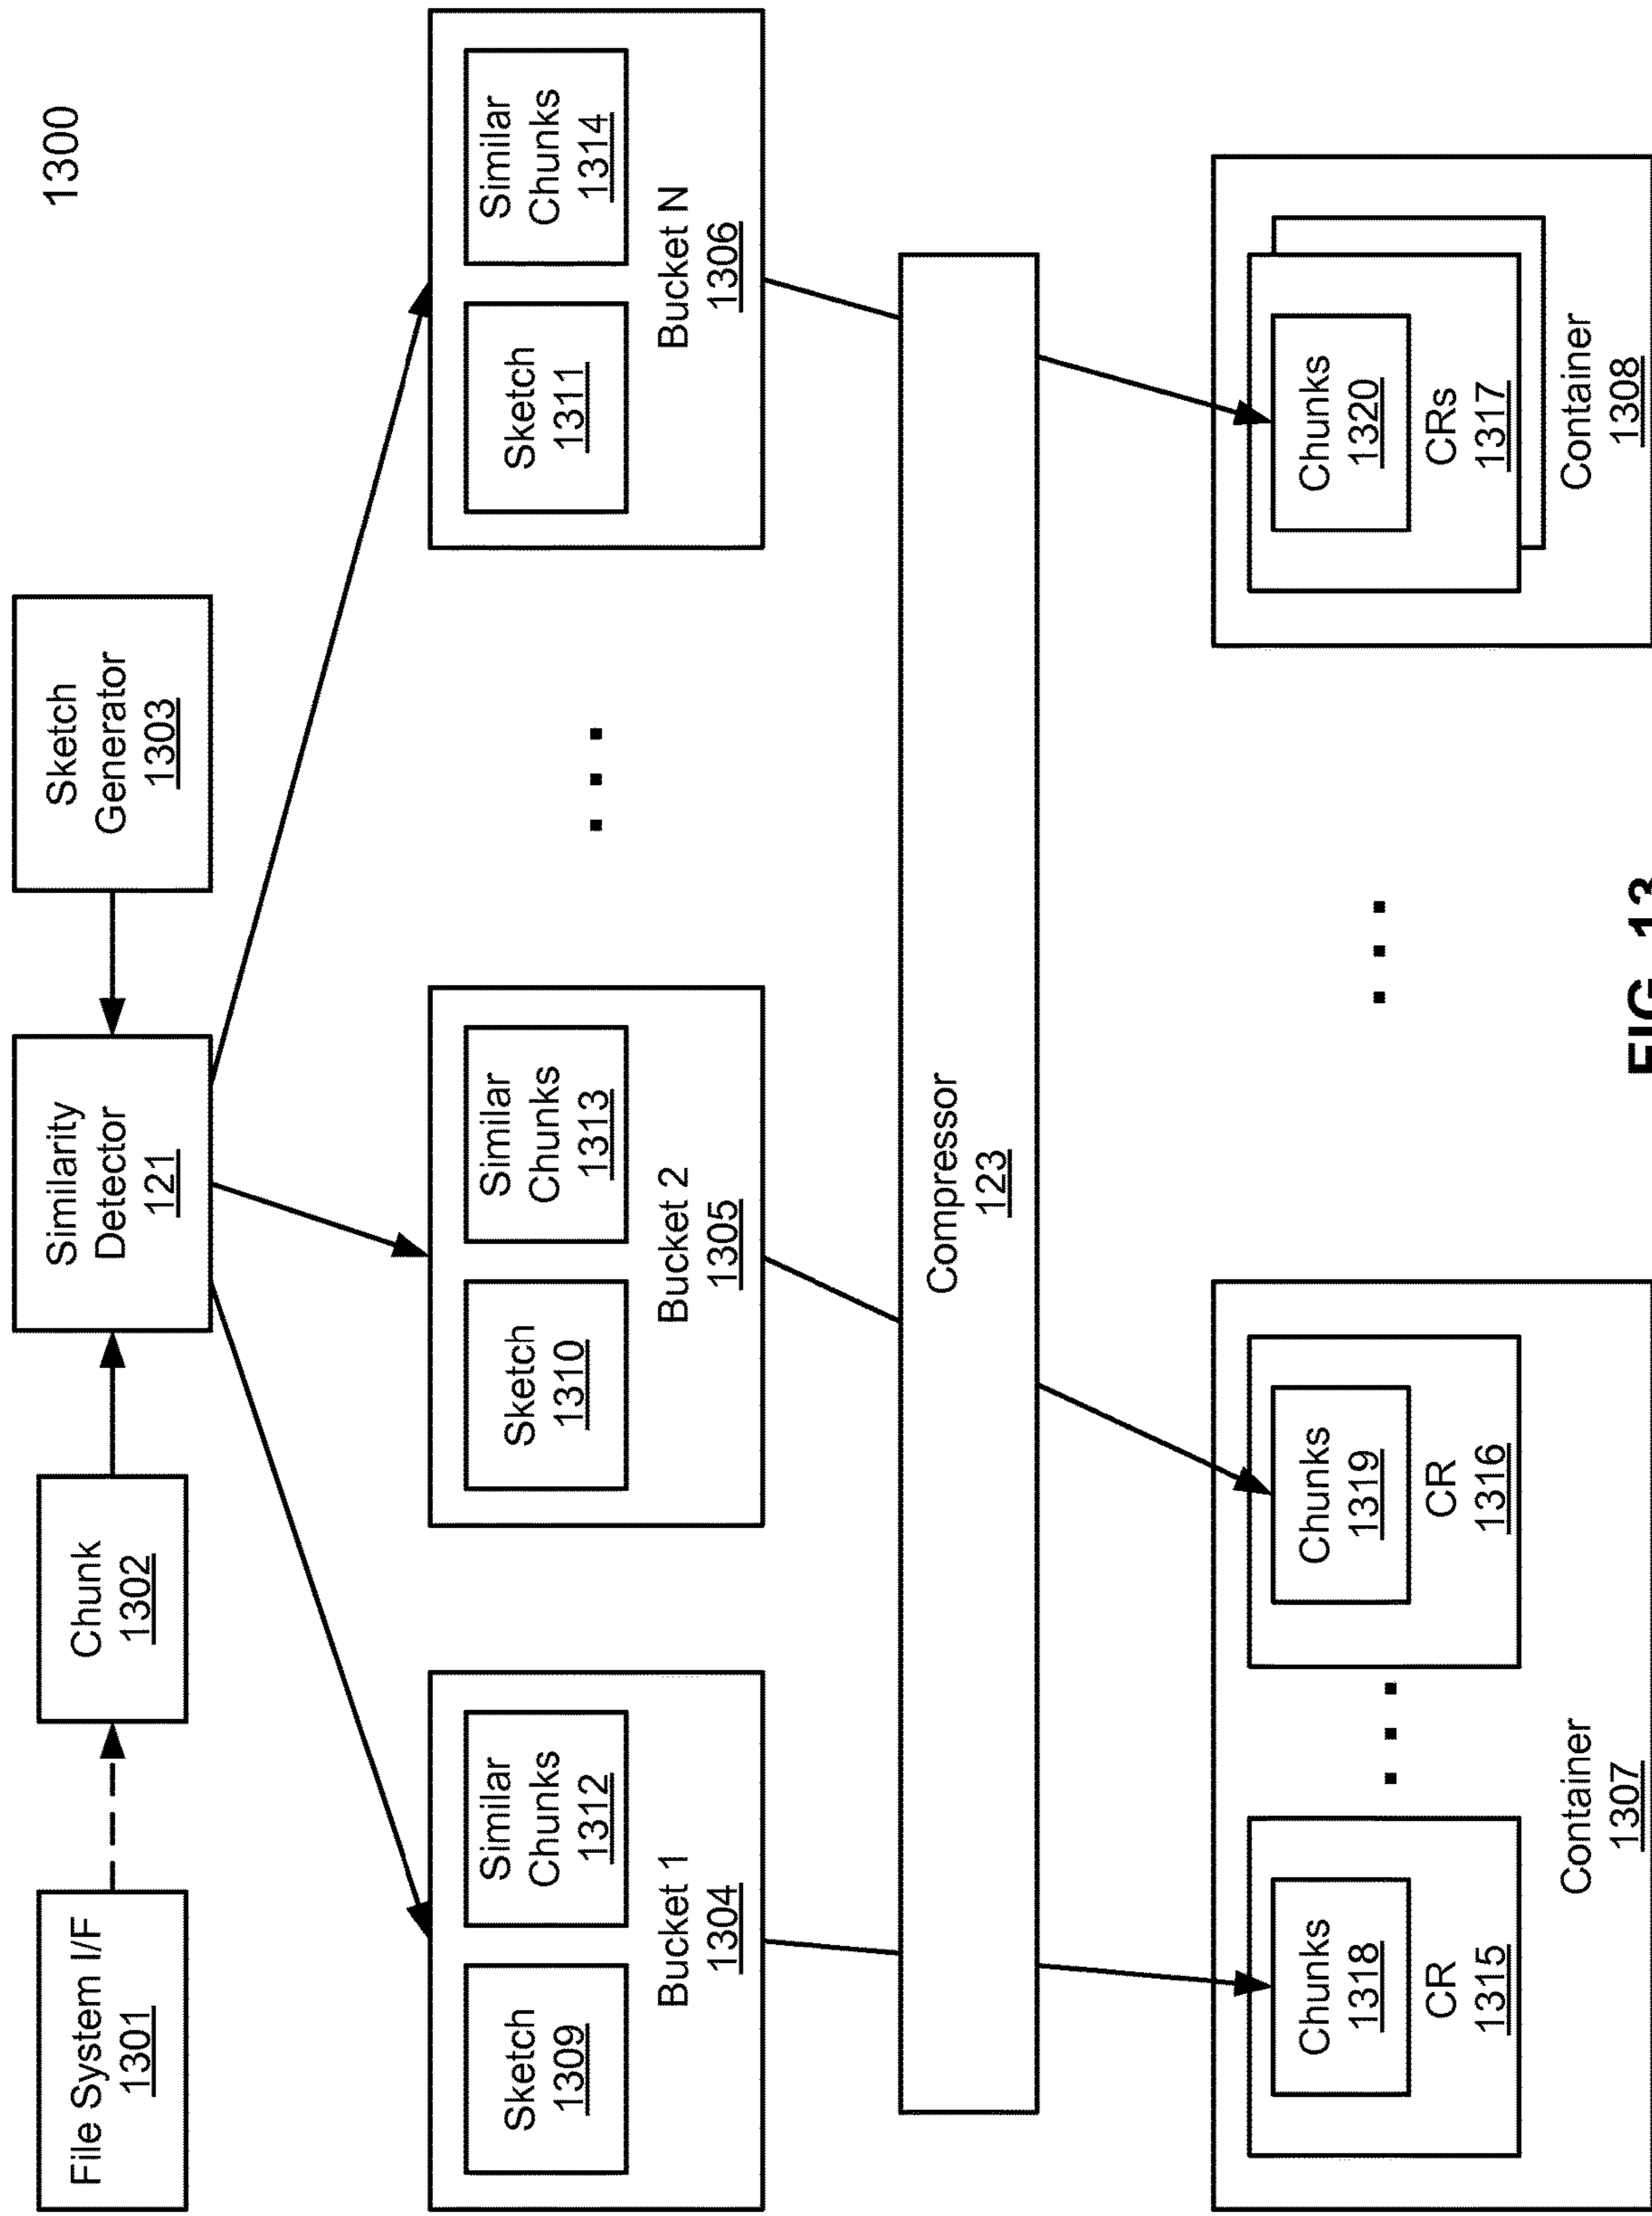 1300
File System I/F
1301
Chunk
1302
Similarity
Detector
121
Sketch
Generator
1303
Sketch
1309
Similar
Chunks
1312
Bucket 1
1304
Sketch
1310
Similar
Chunks
1313
Bucket 2
1305
. . .
Sketch
1311
Similar
Chunks
1314
Bucket N
1306
Compressor
123
Chunks
1318
CR
1315
. . .
Chunks
1319
CR
1316
Container
1307
. . .
Chunks
1320
CRs
1317
Container
1308
FIG. 13